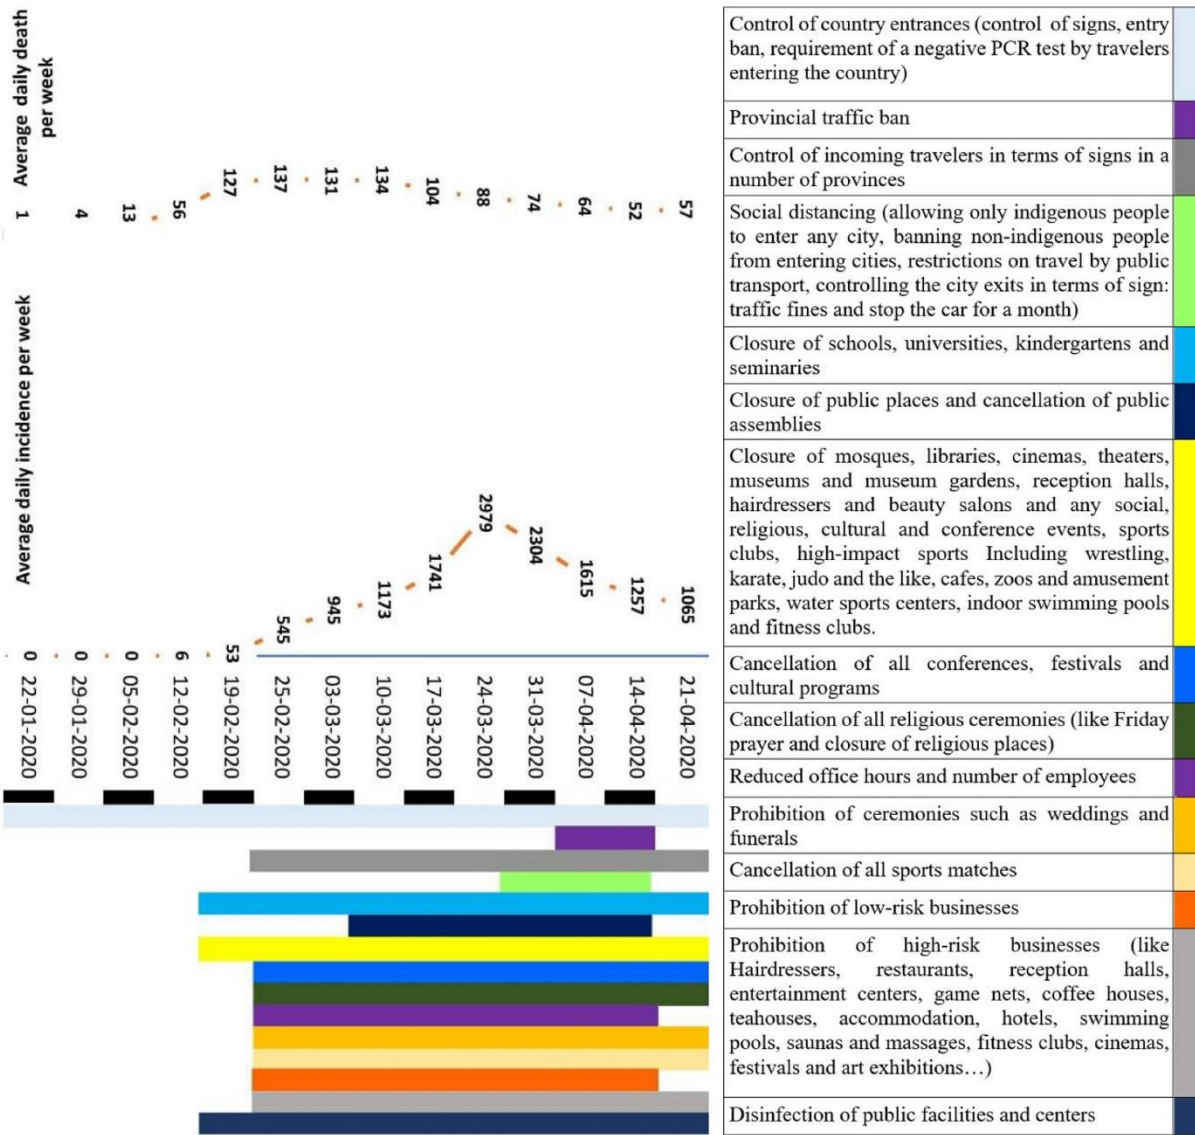 Average daily death
per week
1
4
13
56
127
137
131
134
104
88
74
64
52
57
Average daily incidence per week
0
0
0
6
53
545
945
1173
1741
2979
2304
1615
1257
1065
22-01-2020
29-01-2020
05-02-2020
12-02-2020
19-02-2020
25-02-2020
03-03-2020
10-03-2020
17-03-2020
24-03-2020
31-03-2020
07-04-2020
14-04-2020
21-04-2020
Control of country entrances (control of signs, entry
ban, requirement of a negative PCR test by travelers
entering the country)
Provincial traffic ban
Control of incoming travelers in terms of signs in a
number of provinces
Social distancing (allowing only indigenous people
to enter any city, banning non-indigenous people
from entering cities, restrictions on travel by public
transport, controlling the city exits in terms of sign:
traffic fines and stop the car for a month)
Closure of schools, universities, kindergartens and
seminaries
Closure of public places and cancellation of public
assemblies
Closure of mosques, libraries, cinemas, theaters,
museums and museum gardens, reception halls,
hairdressers and beauty salons and any social,
religious, cultural and conference events, sports
clubs, high-impact sports Including wrestling,
karate, judo and the like, cafes, zoos and amusement
parks, water sports centers, indoor swimming pools
and fitness clubs.
Cancellation of all conferences, festivals and
cultural programs
Cancellation of all religious ceremonies (like Friday
prayer and closure of religious places)
Reduced office hours and number of employees
Prohibition of ceremonies such as weddings and
funerals
Cancellation of all sports matches
Prohibition of low-risk businesses
Prohibition of high-risk businesses (like
Hairdressers, restaurants, reception halls,
entertainment centers, game nets, coffee houses,
teahouses, accommodation, hotels, swimming
pools, saunas and massages, fitness clubs, cinemas,
festivals and art exhibitions…)
Disinfection of public facilities and centers